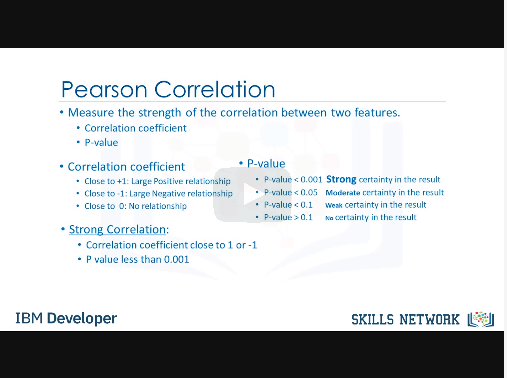 Pearson Correlation
• Measure the strength of the correlation between two features.
• Correlation coefficient
• P-value
• Correlation coefficient
• Close to +1: Large Positive relationship
• Close to -1: Large Negative relationship
• Close to 0: No relationship
• P-value
• P-value < 0.001 Strong certainty in the result
• P-value < 0.05 Moderate certainty in the result
• P-value < 0.1 Weak certainty in the result
• P-value > 0.1 No certainty in the result
• Strong Correlation:
• Correlation coefficient close to 1 or -1
• P value less than 0.001
IBM Developer
SKILLS NETWORK